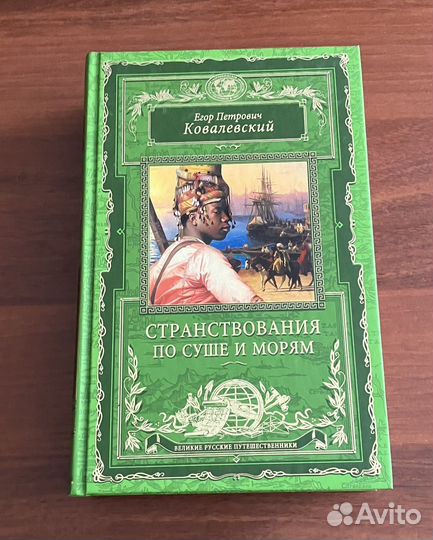 Егор Петрович
Ковалевский
СТРАНСТВОВАНИЯ
ПО СУШЕ И МОРЯМ
ВЕЛИКИЕ РУССКИЕ ПУТЕШЕСТВЕННИКИ
Avito